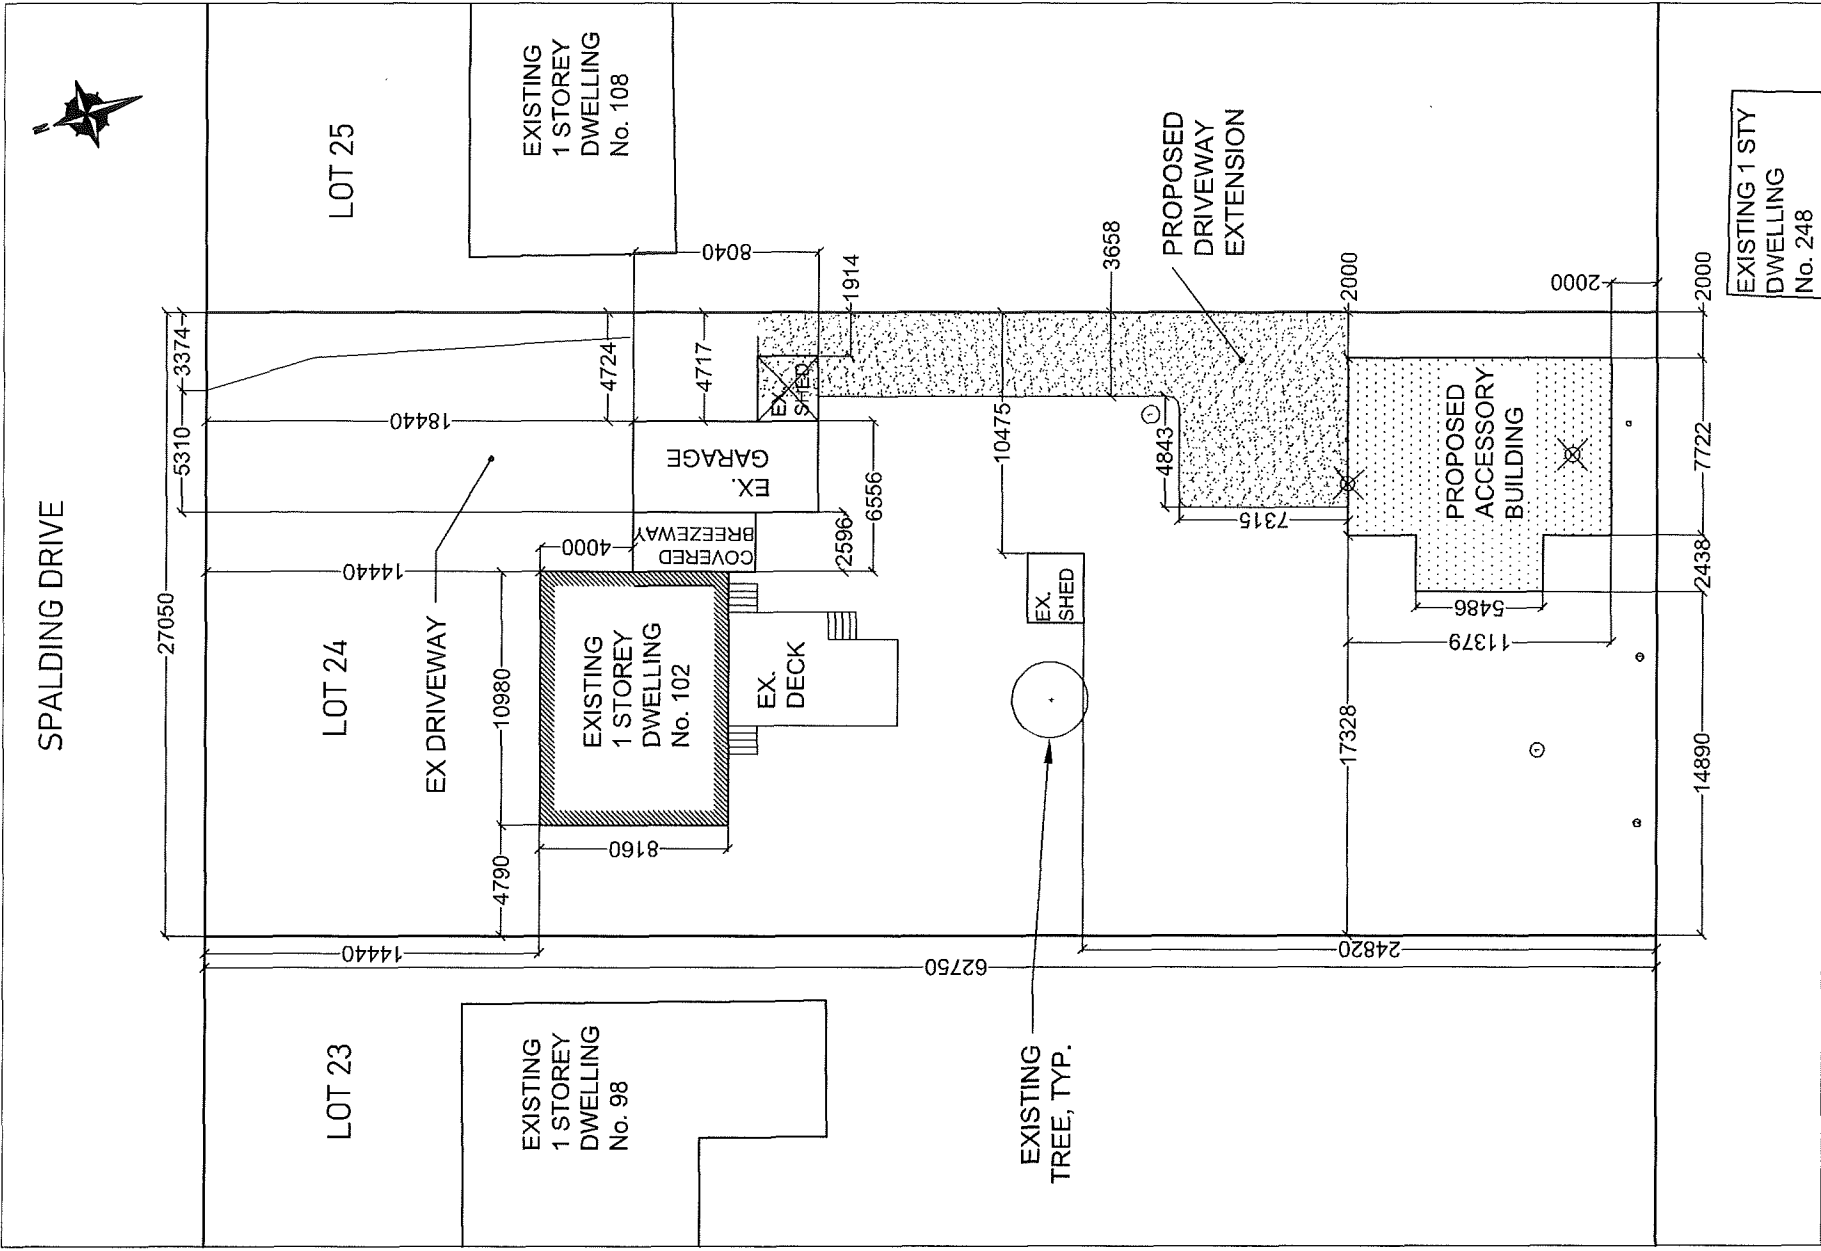 SPALDING DRIVE
N
LOT 25
EXISTING
1 STOREY
DWELLING
No. 108
LOT 24
27050
5310
3374
18440
14440
4724
4717
8040
1914
EX DRIVEWAY
10980
4790
4000
EX.
GARAGE
COVERED
BREEZEWAY
EX.
SHED
2596
6556
EXISTING
1 STOREY
DWELLING
No. 102
8160
EX.
DECK
14440
62750
24820
LOT 23
EXISTING
1 STOREY
DWELLING
No. 98
EXISTING
TREE, TYP.
EX.
SHED
10475
3658
4843
7315
PROPOSED
DRIVEWAY
EXTENSION
2000
17328
PROPOSED
ACCESSORY
BUILDING
5486
11379
2000
14890
2438
7722
2000
EXISTING 1 STY
DWELLING
No. 248